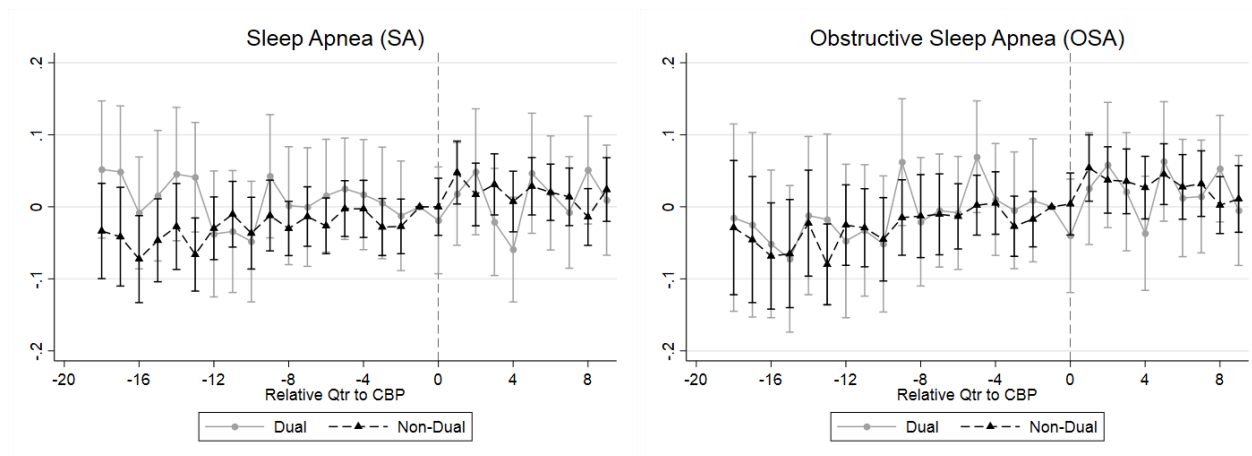 Sleep Apnea (SA)
.2
.1
0
-.1
-.2
-20 -16 -12 -8 -4 0 4 8
Relative Qtr to CBP
Dual Non-Dual
Obstructive Sleep Apnea (OSA)
.2
.1
0
-.1
-.2
-20 -16 -12 -8 -4 0 4 8
Relative Qtr to CBP
Dual Non-Dual